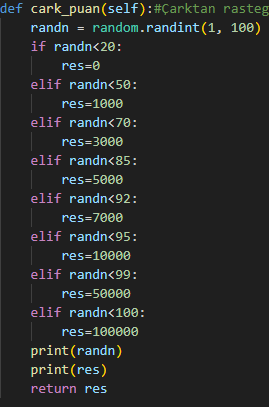 def cark_puan(self):#Çarktan rasteg
    randn = random.randint(1, 100)
    if randn<20:
        res=0
    elif randn<50:
        res=1000
    elif randn<70:
        res=3000
    elif randn<85:
        res=5000
    elif randn<92:
        res=7000
    elif randn<95:
        res=10000
    elif randn<99:
        res=50000
    elif randn<100:
        res=100000
    print(randn)
    print(res)
    return res